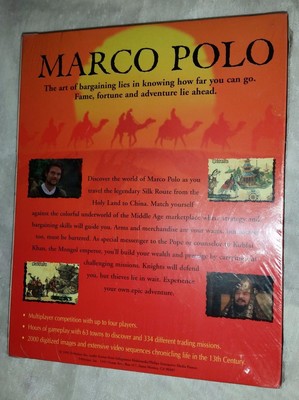 MARCO POLO
The art of bargaining lies in knowing how far you can go.
Fame, fortune and adventure lie ahead.
Discover the world of Marco Polo as you
travel the legendary Silk Route from the
Holy Land to China. Match yourself
against the colorful underworld of the Middle Age marketplace where strategy and
bargaining skills will guide you. Arms and merchandise are your wares,
must be bartered. As special messenger to the Pope or counselor to Kublai
Khan, the Mongol emperor, you'll build your wealth and prestige by carrying out
challenging missions. Knights will defend
you, but thieves lie in wait. Experience
your own epic adventure.
• Multiplayer competition with up to four players.
• Hours of gameplay with 63 towns to discover and 334 different trading missions.
• 2000 digitized images and extensive video sequences chronicling life in the 13th Century.